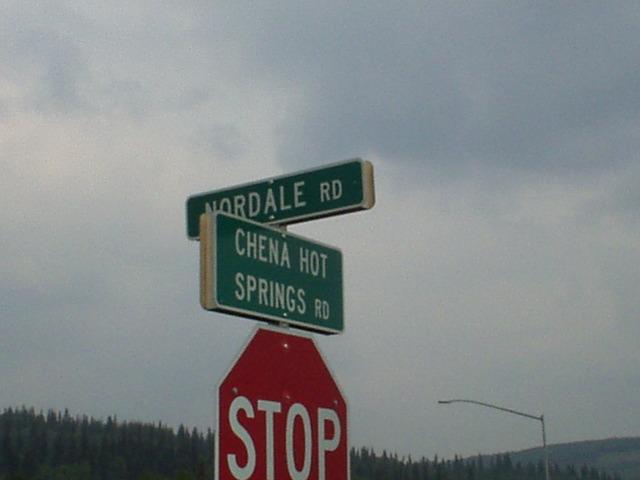 NORDALE RD
CHENA HOT
SPRINGS RD
STOP